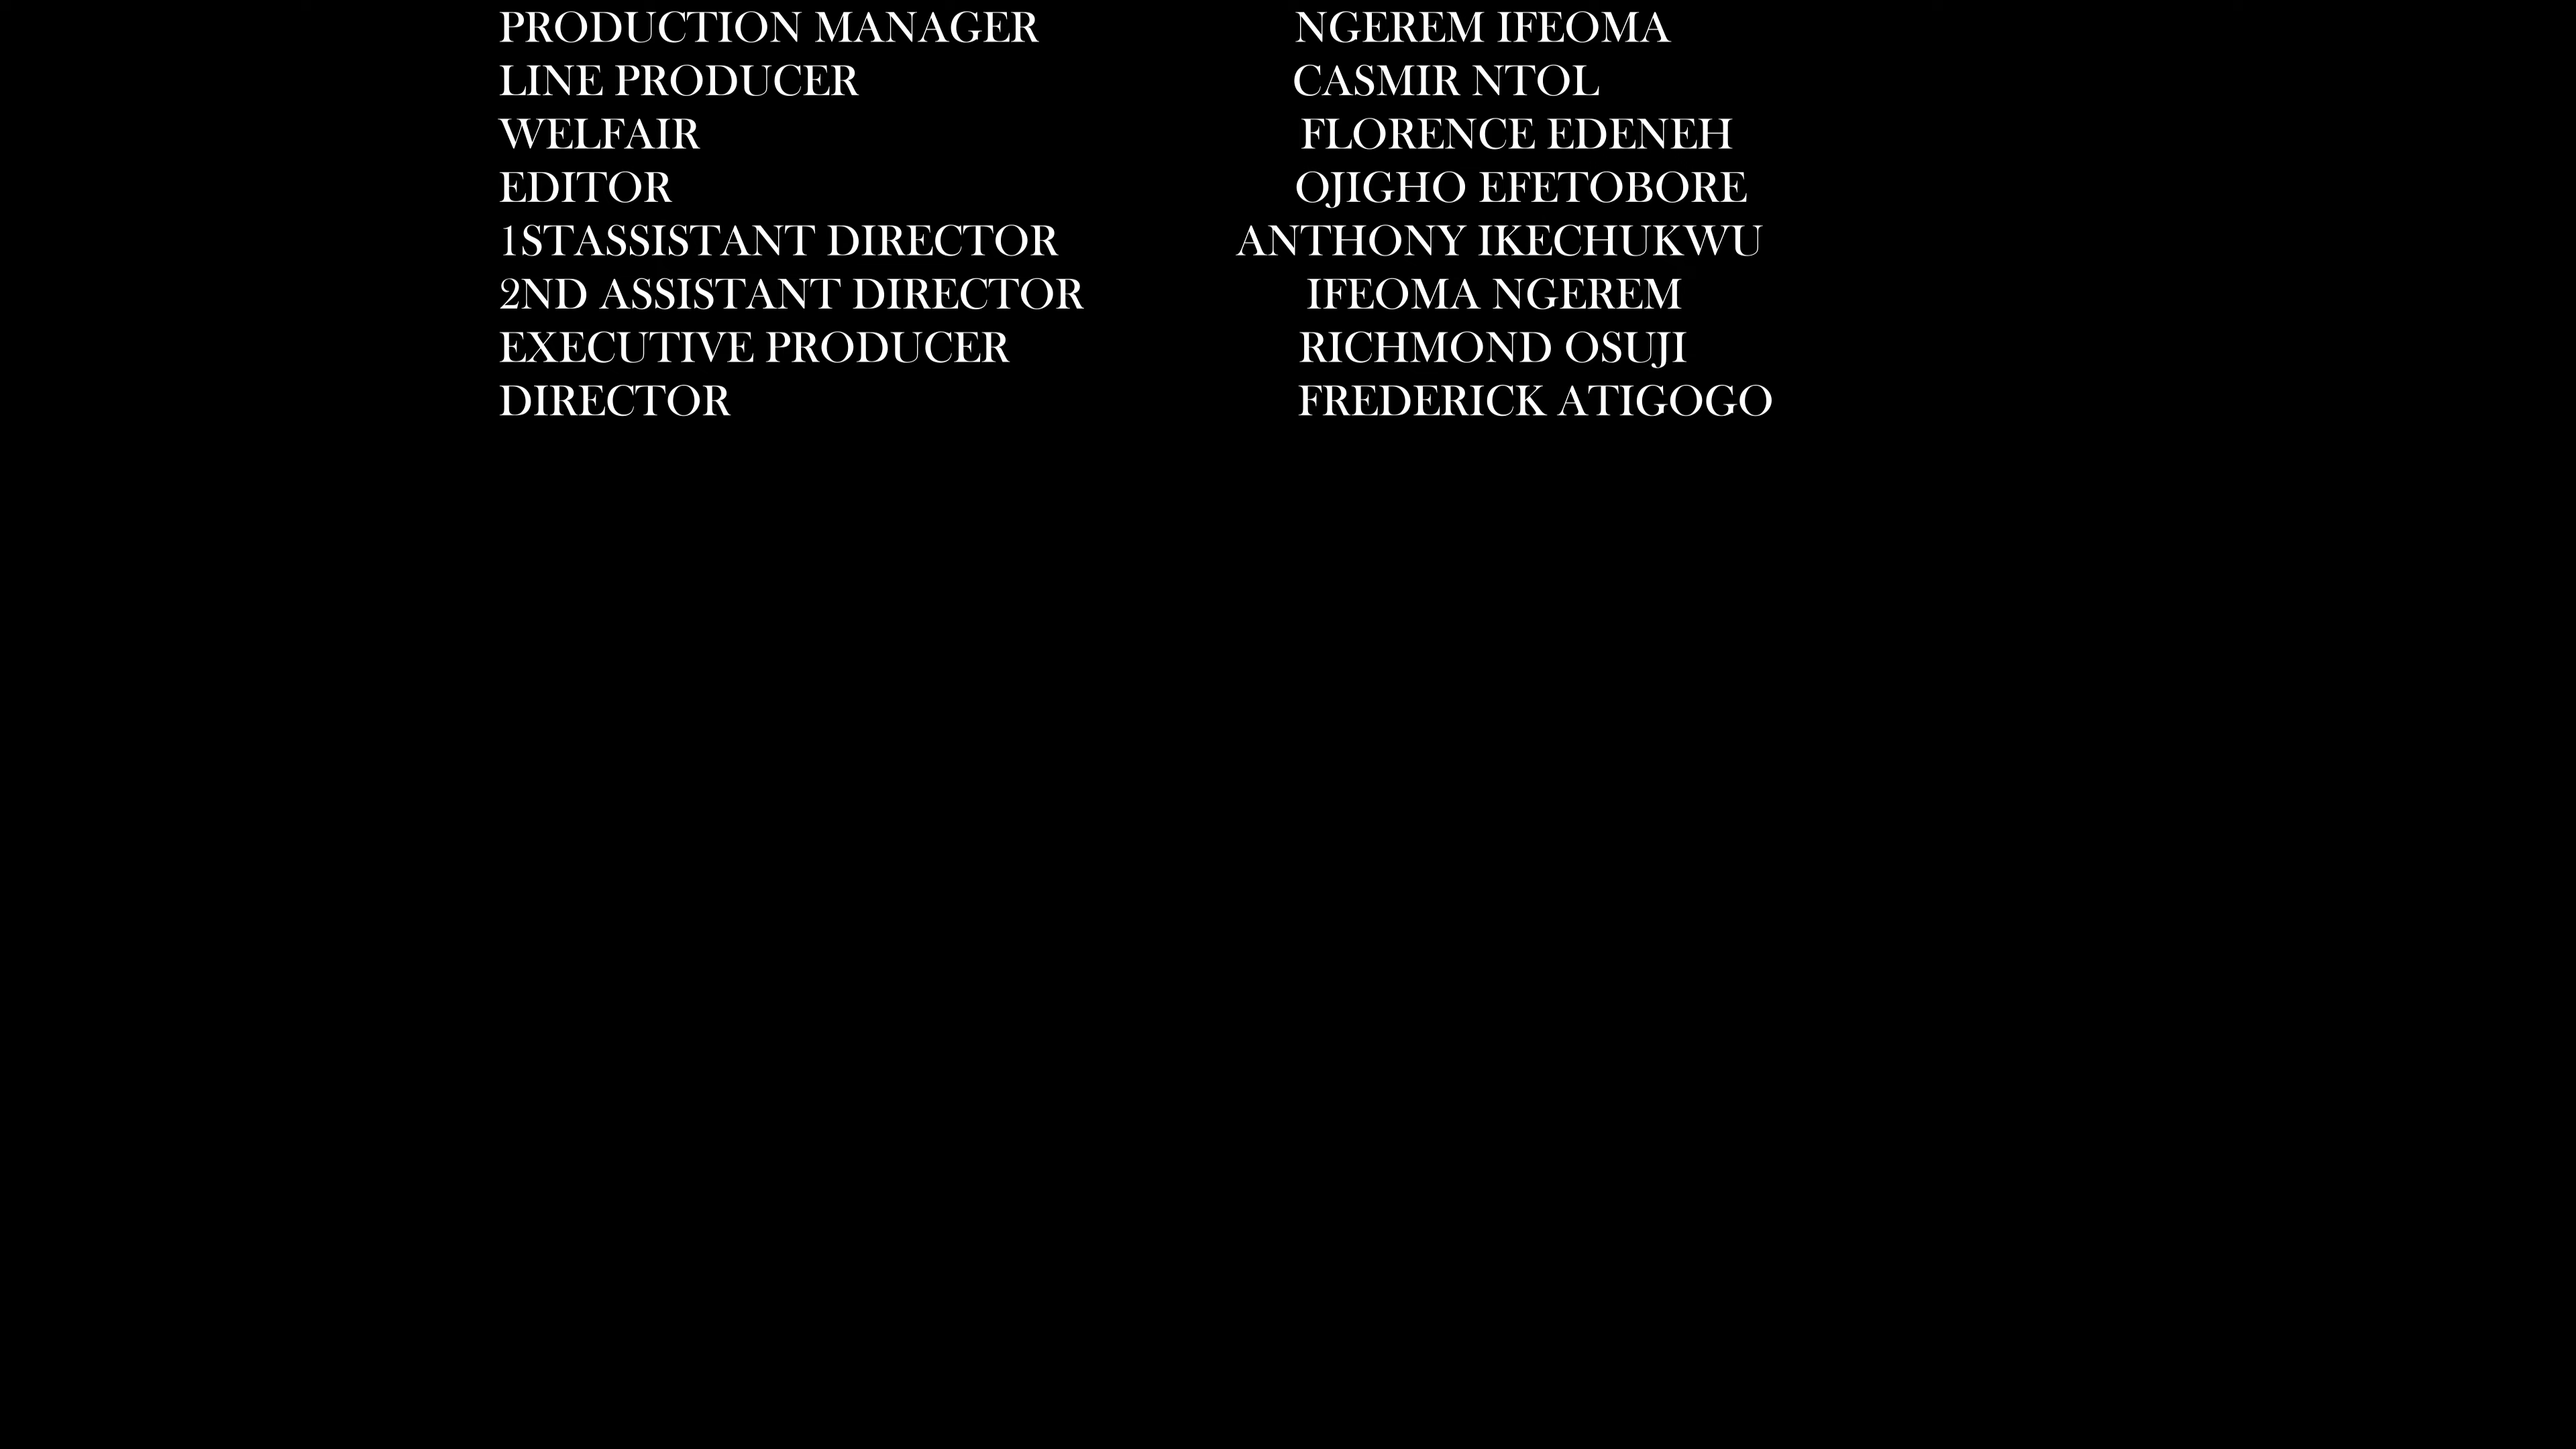 PRODUCTION MANAGER NGEREM IFEOMA
LINE PRODUCER CASMIR NTOL
WELFAIR FLORENCE EDENEH
EDITOR OJIGHO EFETOBORE
1STASSISTANT DIRECTOR ANTHONY IKECHUKWU
2ND ASSISTANT DIRECTOR IFEOMA NGEREM
EXECUTIVE PRODUCER RICHMOND OSUJI
DIRECTOR FREDERICK ATIGOGO